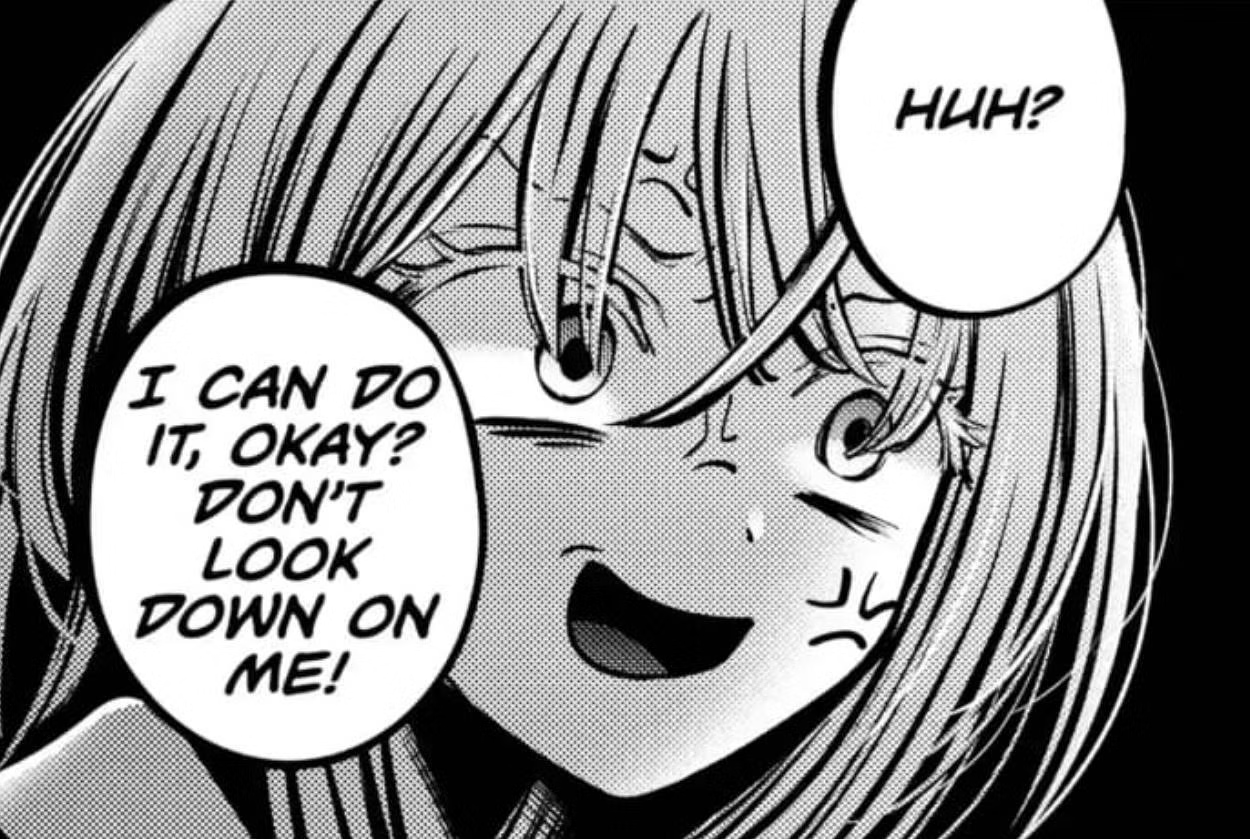 HUH?
I CAN DO
IT, OKAY?
DON'T
LOOK
DOWN ON
ME!